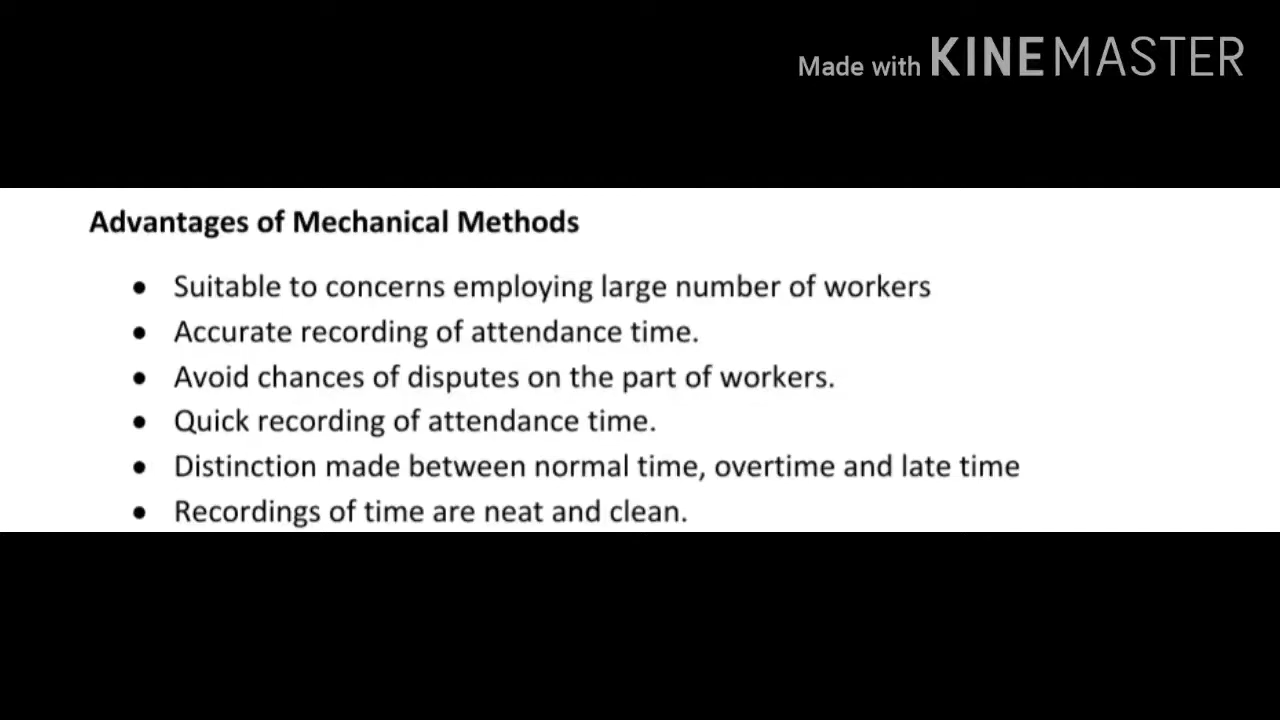 Made with KINEMASTER
Advantages of Mechanical Methods
• Suitable to concerns employing large number of workers
• Accurate recording of attendance time.
• Avoid chances of disputes on the part of workers.
• Quick recording of attendance time.
• Distinction made between normal time, overtime and late time
• Recordings of time are neat and clean.